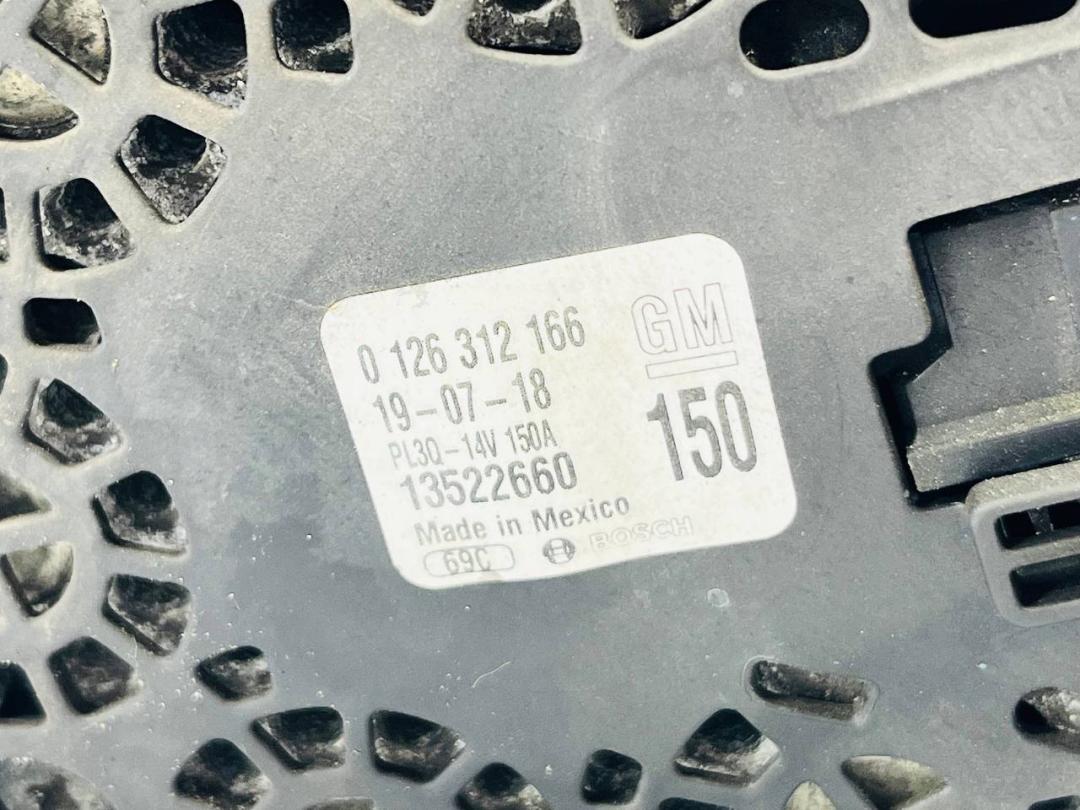 0 126 312 166
GM
19-07-18
150
PL3Q-14V 150A
13522660
Made in Mexico
69C BOSCH